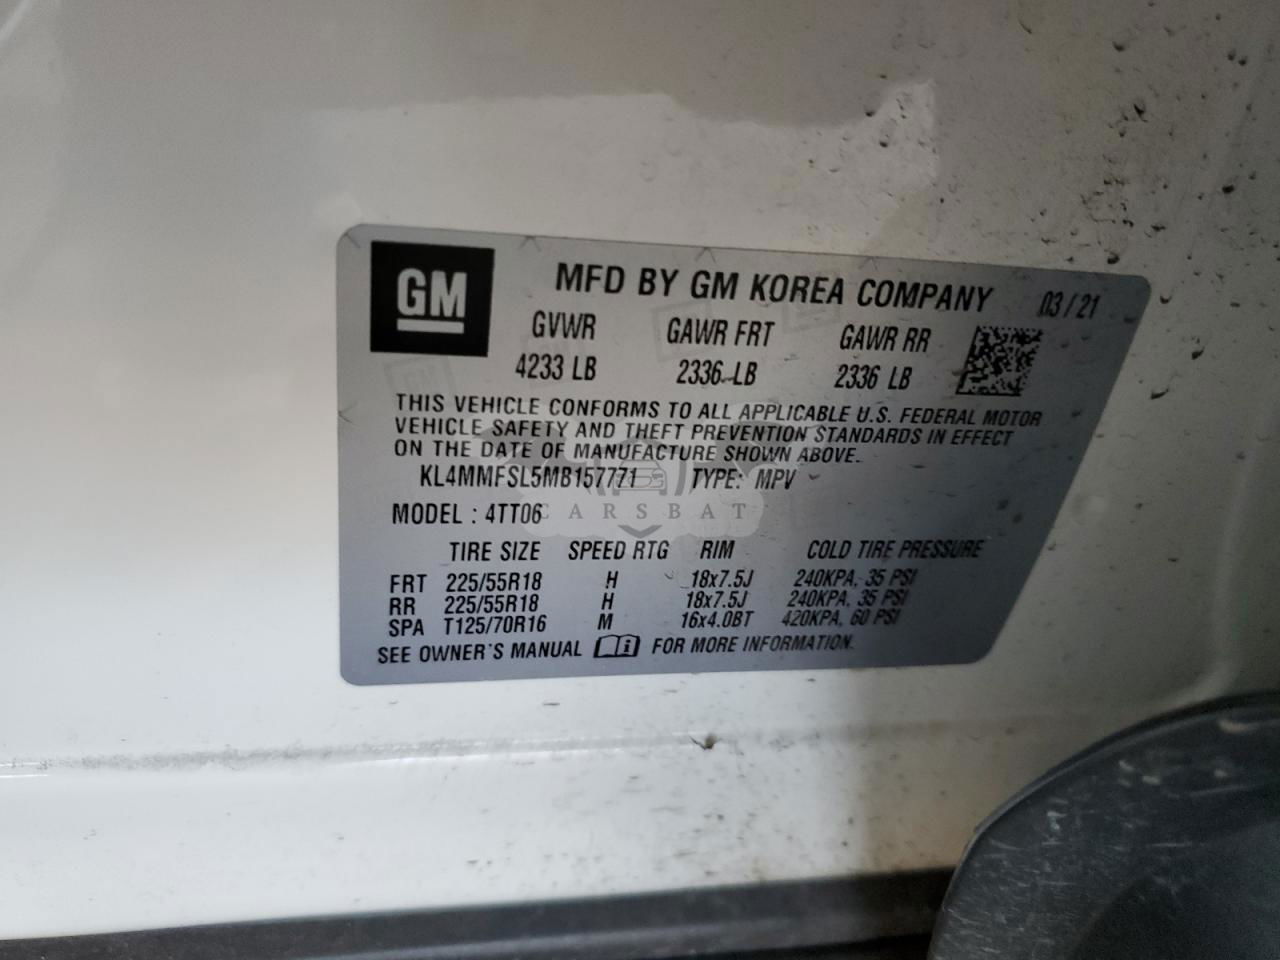 GM
MFD BY GM KOREA COMPANY 03/21
GVWR GAWR FRT GAWR RR
4233 LB 2336 LB 2336 LB
THIS VEHICLE CONFORMS TO ALL APPLICABLE U.S. FEDERAL MOTOR
VEHICLE SAFETY AND THEFT PREVENTION STANDARDS IN EFFECT
ON THE DATE OF MANUFACTURE SHOWN ABOVE.
KL4MMFSL5MB157771 TYPE: MPV
MODEL : 4TT06
CARSBAT
TIRE SIZE SPEED RTG RIM COLD TIRE PRESSURE
FRT 225/55R18 H 18x7.5J 240KPA, 35 PSI
RR 225/55R18 H 18x7.5J 240KPA, 35 PSI
SPA T125/70R16 M 16x4.0BT 420KPA, 60 PSI
SEE OWNER'S MANUAL FOR MORE INFORMATION.